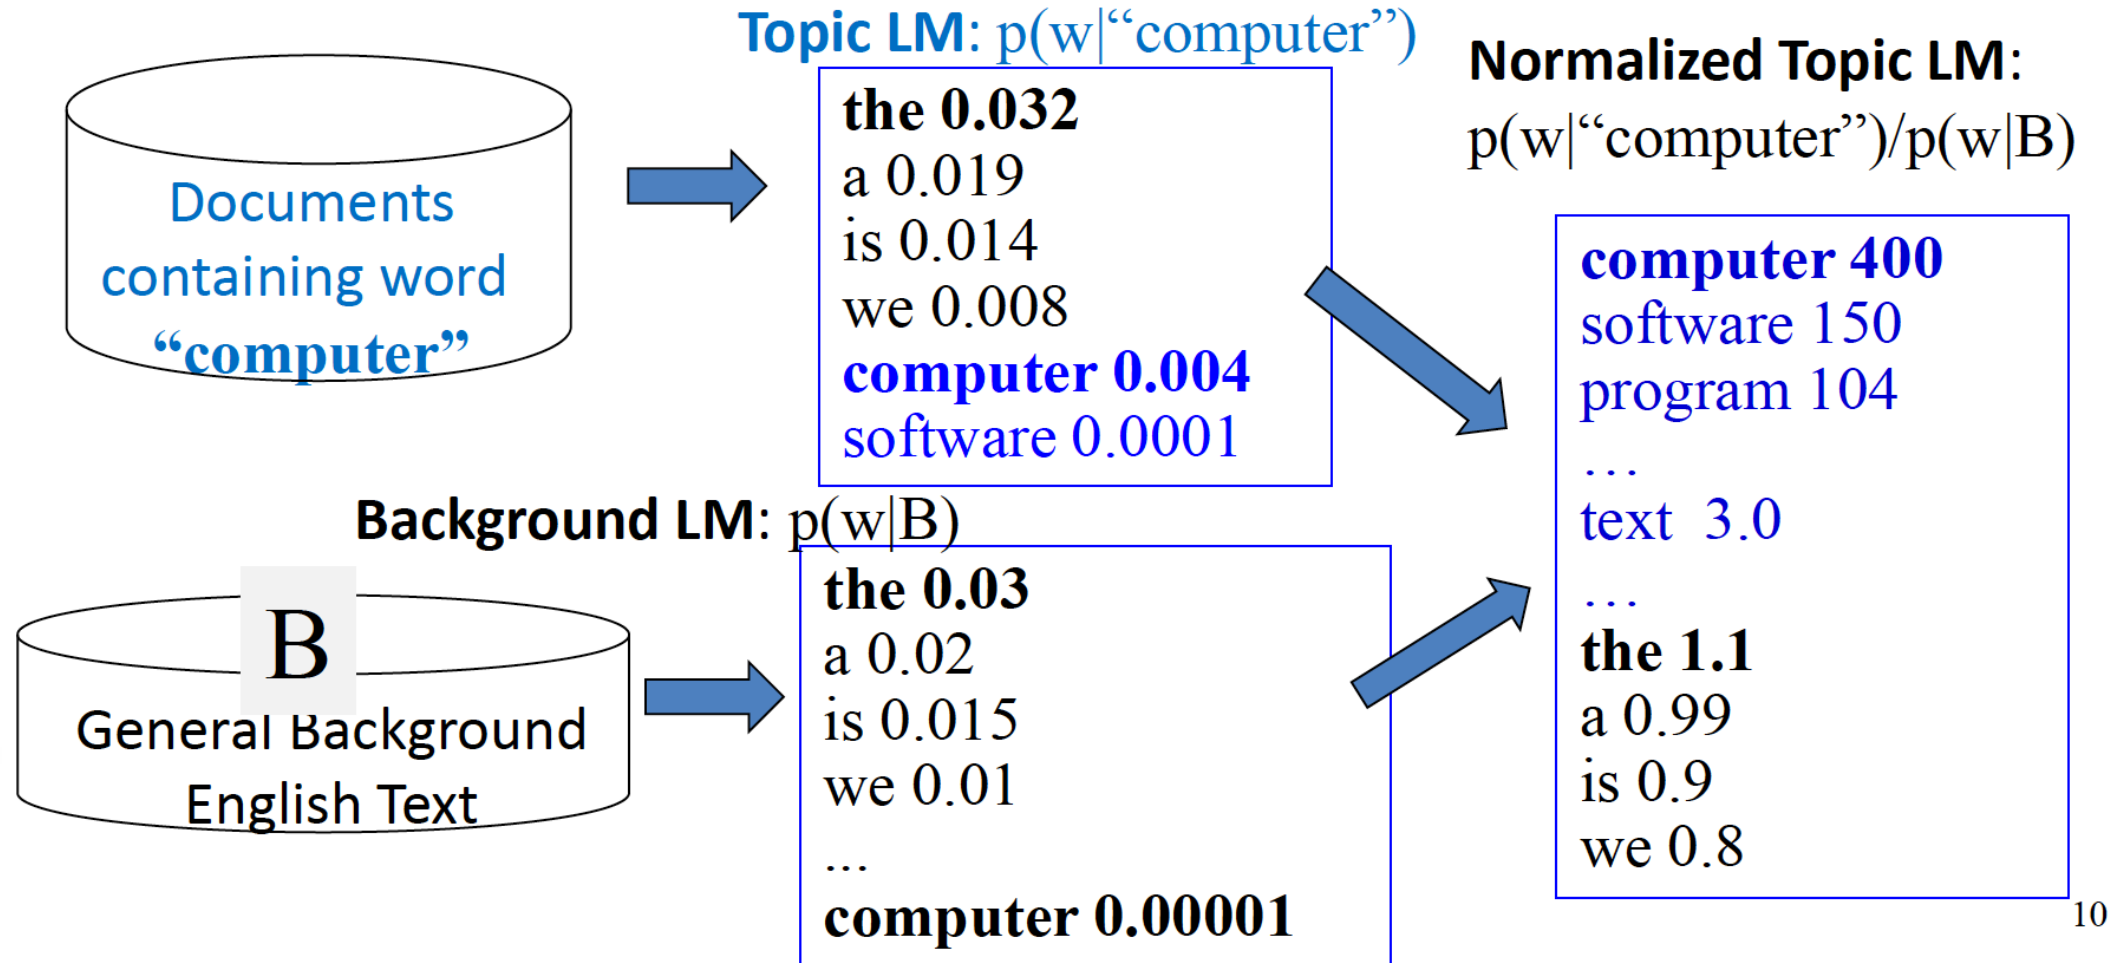 Topic LM: p(w|“computer”)
Documents
containing word
“computer”
the 0.032
a 0.019
is 0.014
we 0.008
computer 0.004
software 0.0001
Normalized Topic LM:
p(w|“computer”)/p(w|B)
computer 400
software 150
program 104
…
text 3.0
…
the 1.1
a 0.99
is 0.9
we 0.8
Background LM: p(w|B)
B
General Background
English Text
the 0.03
a 0.02
is 0.015
we 0.01
...
computer 0.00001
10